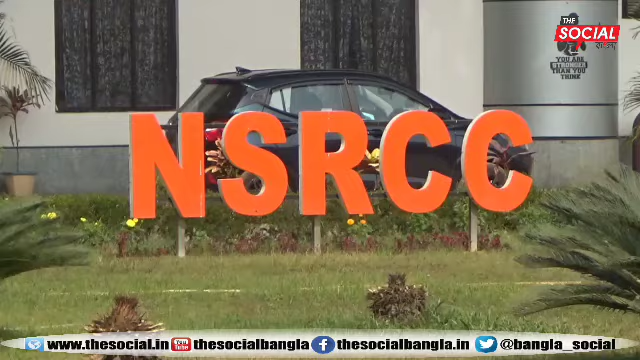 THE
SOCIAL
বাংলা
YOU ARE
STRONGER
THAN YOU
THINK
NSRCC
www.thesocial.in thesocialbangla thesocialbangla.in @bangla_social